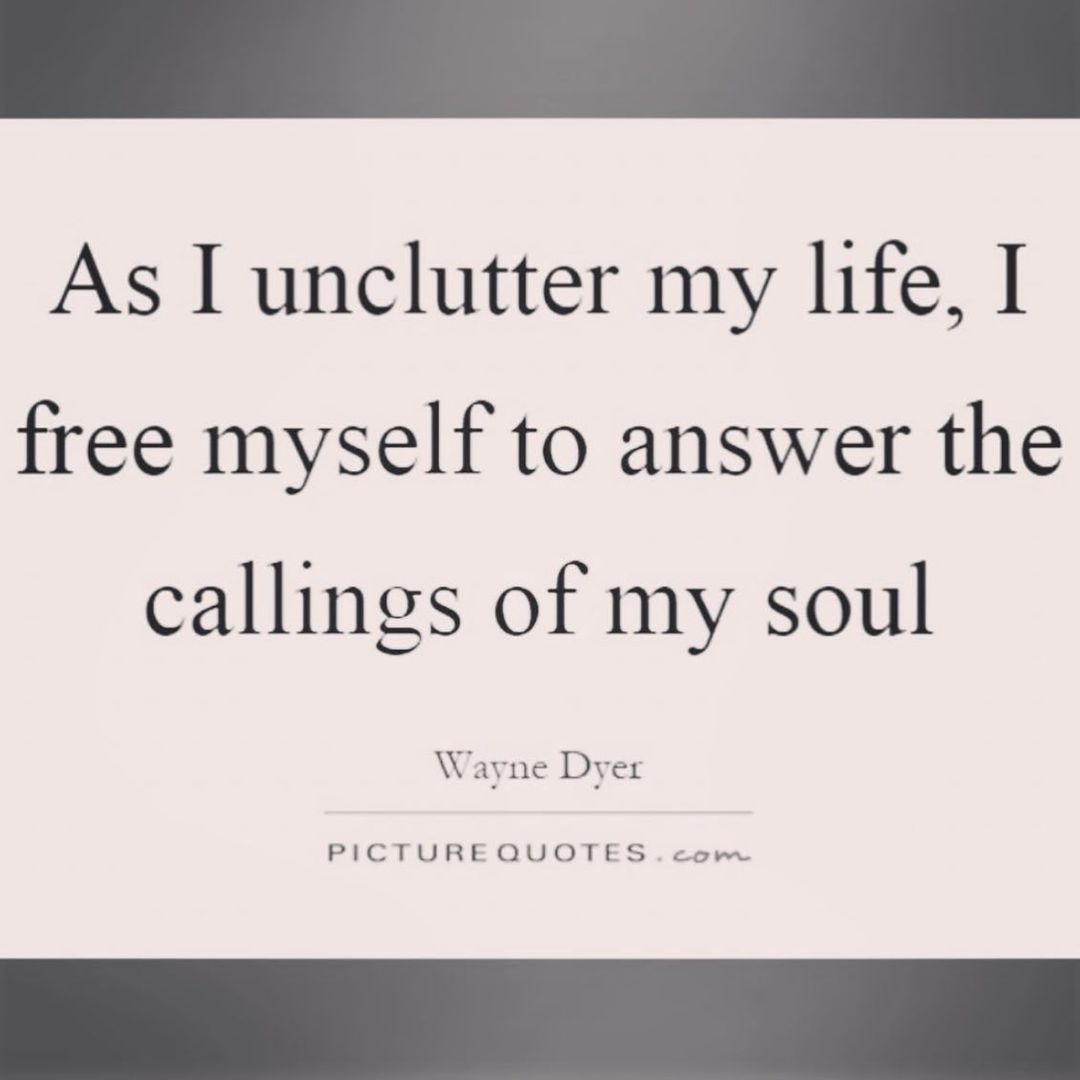 As I unclutter my life, I
free myself to answer the
callings of my soul
Wayne Dyer
PICTUREQUOTES.com